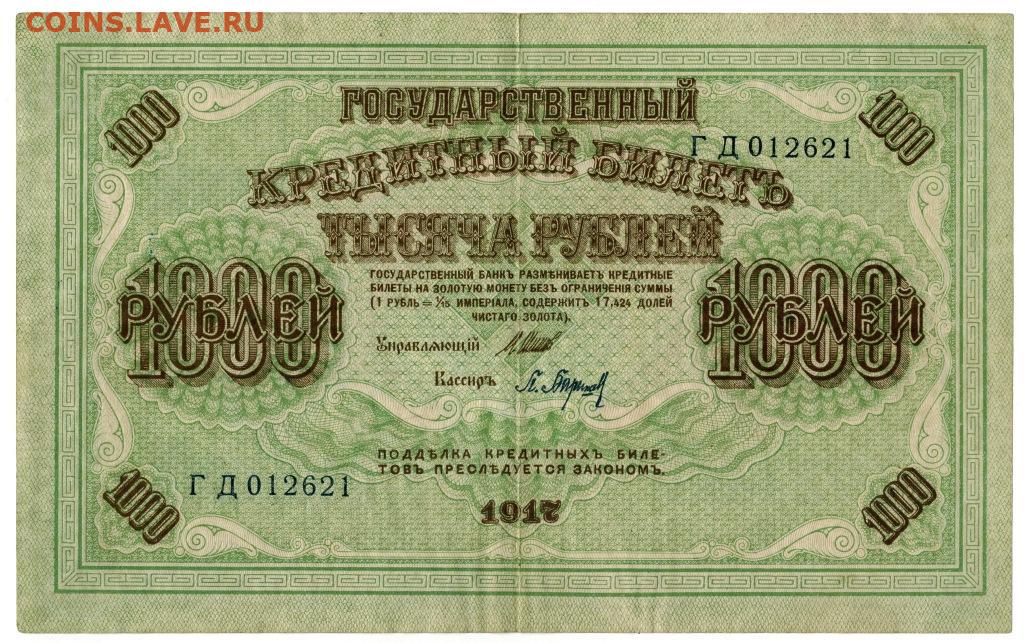 COINS.LAVE.RU
1000
ГОСУДАРСТВЕННЫЙ
1000
ГД 012621
КРЕДИТНЫЙ БИЛЕТЪ
ТЫСЯЧА РУБЛЕЙ
ГОСУДАРСТВЕННЫЙ БАНКЪ РАЗМѢНИВАЕТЪ КРЕДИТНЫЕ
БИЛЕТЫ НА ЗОЛОТУЮ МОНЕТУ БЕЗЪ ОГРАНИЧЕНІЯ СУММЫ
(1 РУБЛЬ = 1/15 ИМПЕРІАЛА, СОДЕРЖИТЪ 17,424 ДОЛЕЙ
ЧИСТАГО ЗОЛОТА).
1000
РУБЛЕЙ
1000
РУБЛЕЙ
Управляющій
Кассиръ
ПОДДѢЛКА КРЕДИТНЫХЪ БИЛЕ-
ТОВЪ ПРЕСЛѢДУЕТСЯ ЗАКОНОМЪ.
ГД 012621
1000
1917
1000